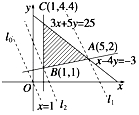 y
C(1,4.4)
3x+5y=25
l₀
A(5,2)
x-4y=-3
B(1,1)
O
x
x=1
l₂
l₁